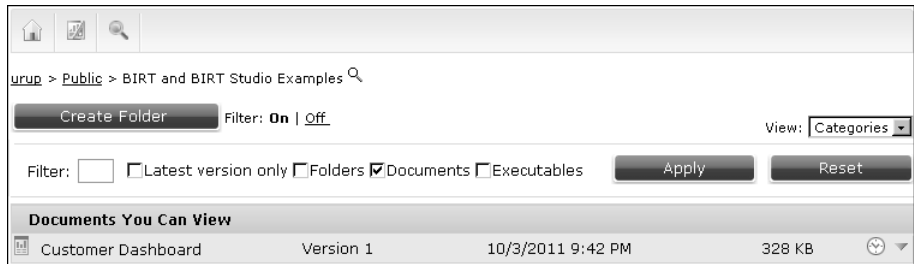 urup > Public > BIRT and BIRT Studio Examples
Create Folder Filter: On | Off
View: Categories
Filter: Latest version only Folders Documents Executables Apply Reset
Documents You Can View
Customer Dashboard Version 1 10/3/2011 9:42 PM 328 KB